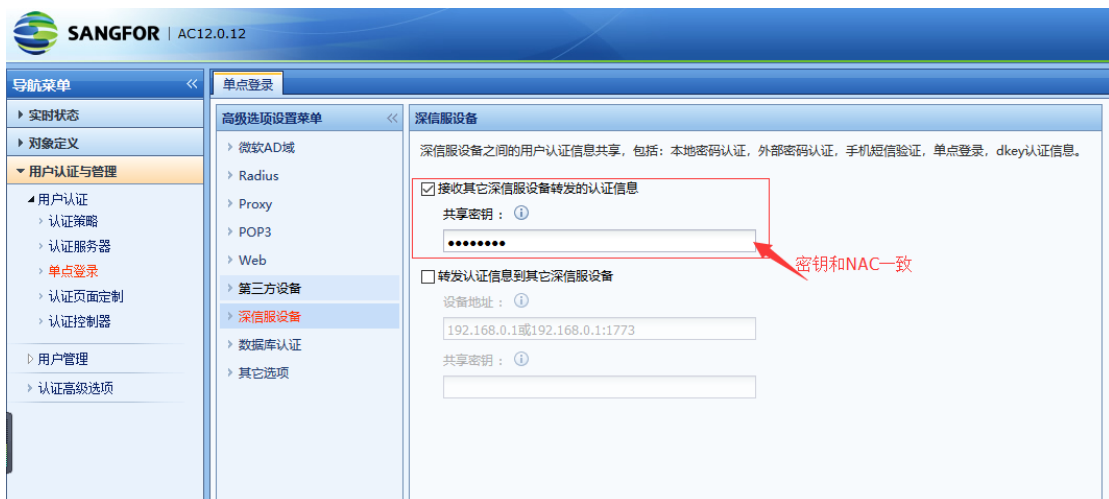 SANGFOR | AC12.0.12
导航菜单
实时状态
对象定义
用户认证与管理
用户认证
认证策略
认证服务器
单点登录
认证页面定制
认证控制器
用户管理
认证高级选项
单点登录
高级选项设置菜单
微软AD域
Radius
Proxy
POP3
Web
第三方设备
深信服设备
数据库认证
其它选项
深信服设备
深信服设备之间的用户认证信息共享，包括：本地密码认证，外部密码认证，手机短信验证，单点登录，dkey认证信息。
接收其它深信服设备转发的认证信息
共享密钥：
••••••••
密钥和NAC一致
转发认证信息到其它深信服设备
设备地址：
192.168.0.1或192.168.0.1:1773
共享密钥：